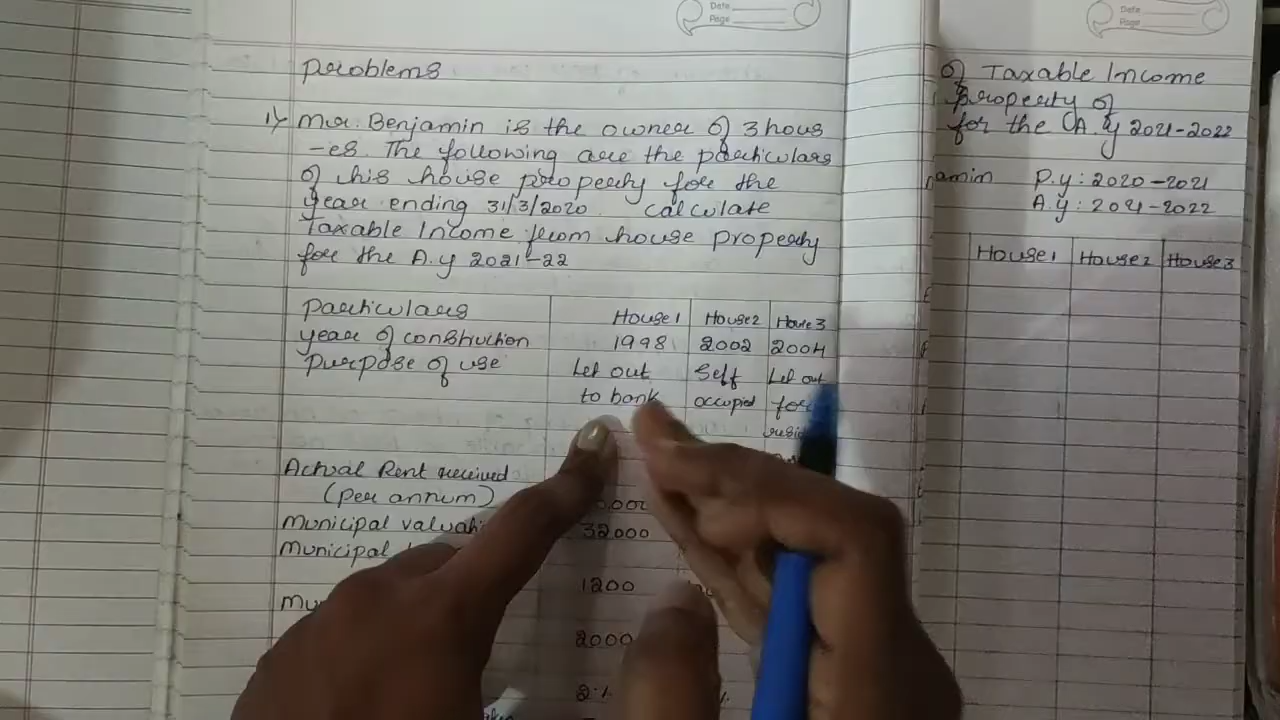 Date
Page
problems
1) Mr. Benjamin is the owner of 3 hous
-es. The following are the particulars
of his house property for the
year ending 31/3/2020 calculate
Taxable Income from house property
for the A.y 2021-22
particulars House1 House2 House3
year of construction 1998 2002 2004
purpose of use Let out Self Let out
to bank occupied for
Actual Rent received
(per annum)
municipal 32000
municipal
1200
2000
Date
Page
of Taxable Income
property of
for the A.y 2021-2022
amin P.y: 2020-2021
A.y: 2021-2022
House1 House2 House3